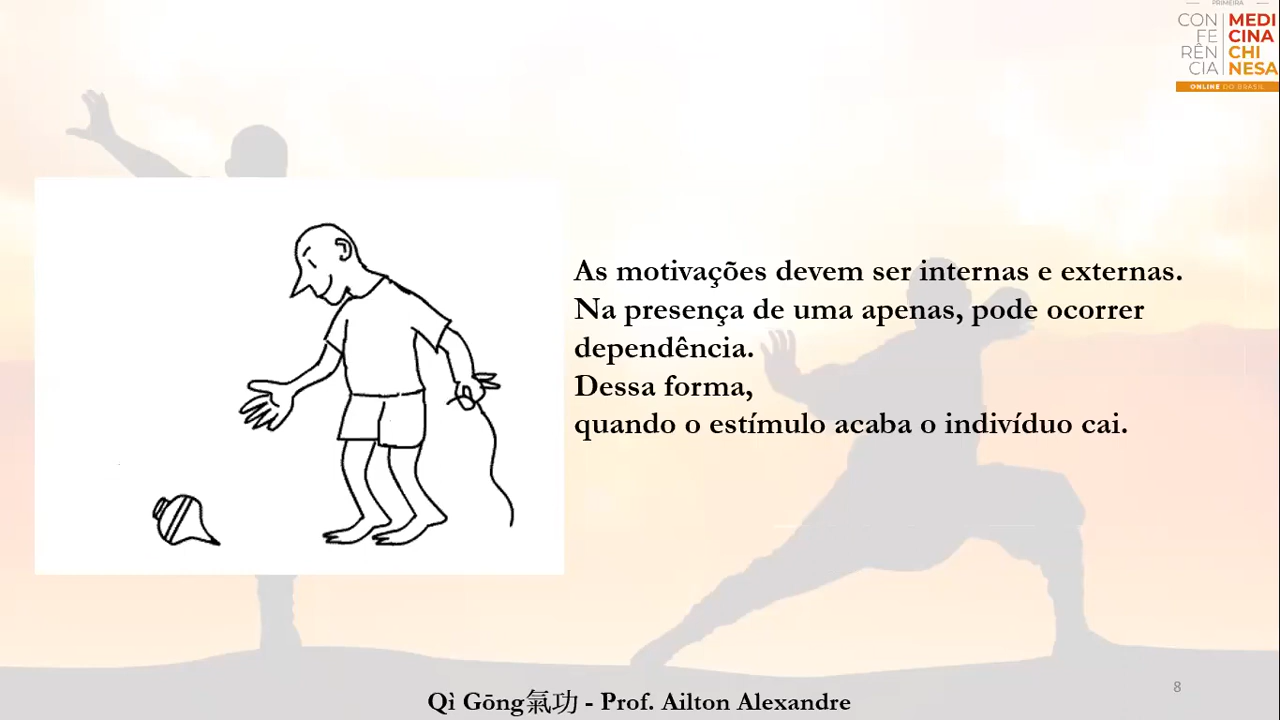 PRIMEIRA
CON MEDI
FE CINA
RÊN CHI
CIA NESA
ONLINE DO BRASIL
As motivações devem ser internas e externas.
Na presença de uma apenas, pode ocorrer
dependência.
Dessa forma,
quando o estímulo acaba o indivíduo cai.
8
Qì Gōng氣功 - Prof. Ailton Alexandre